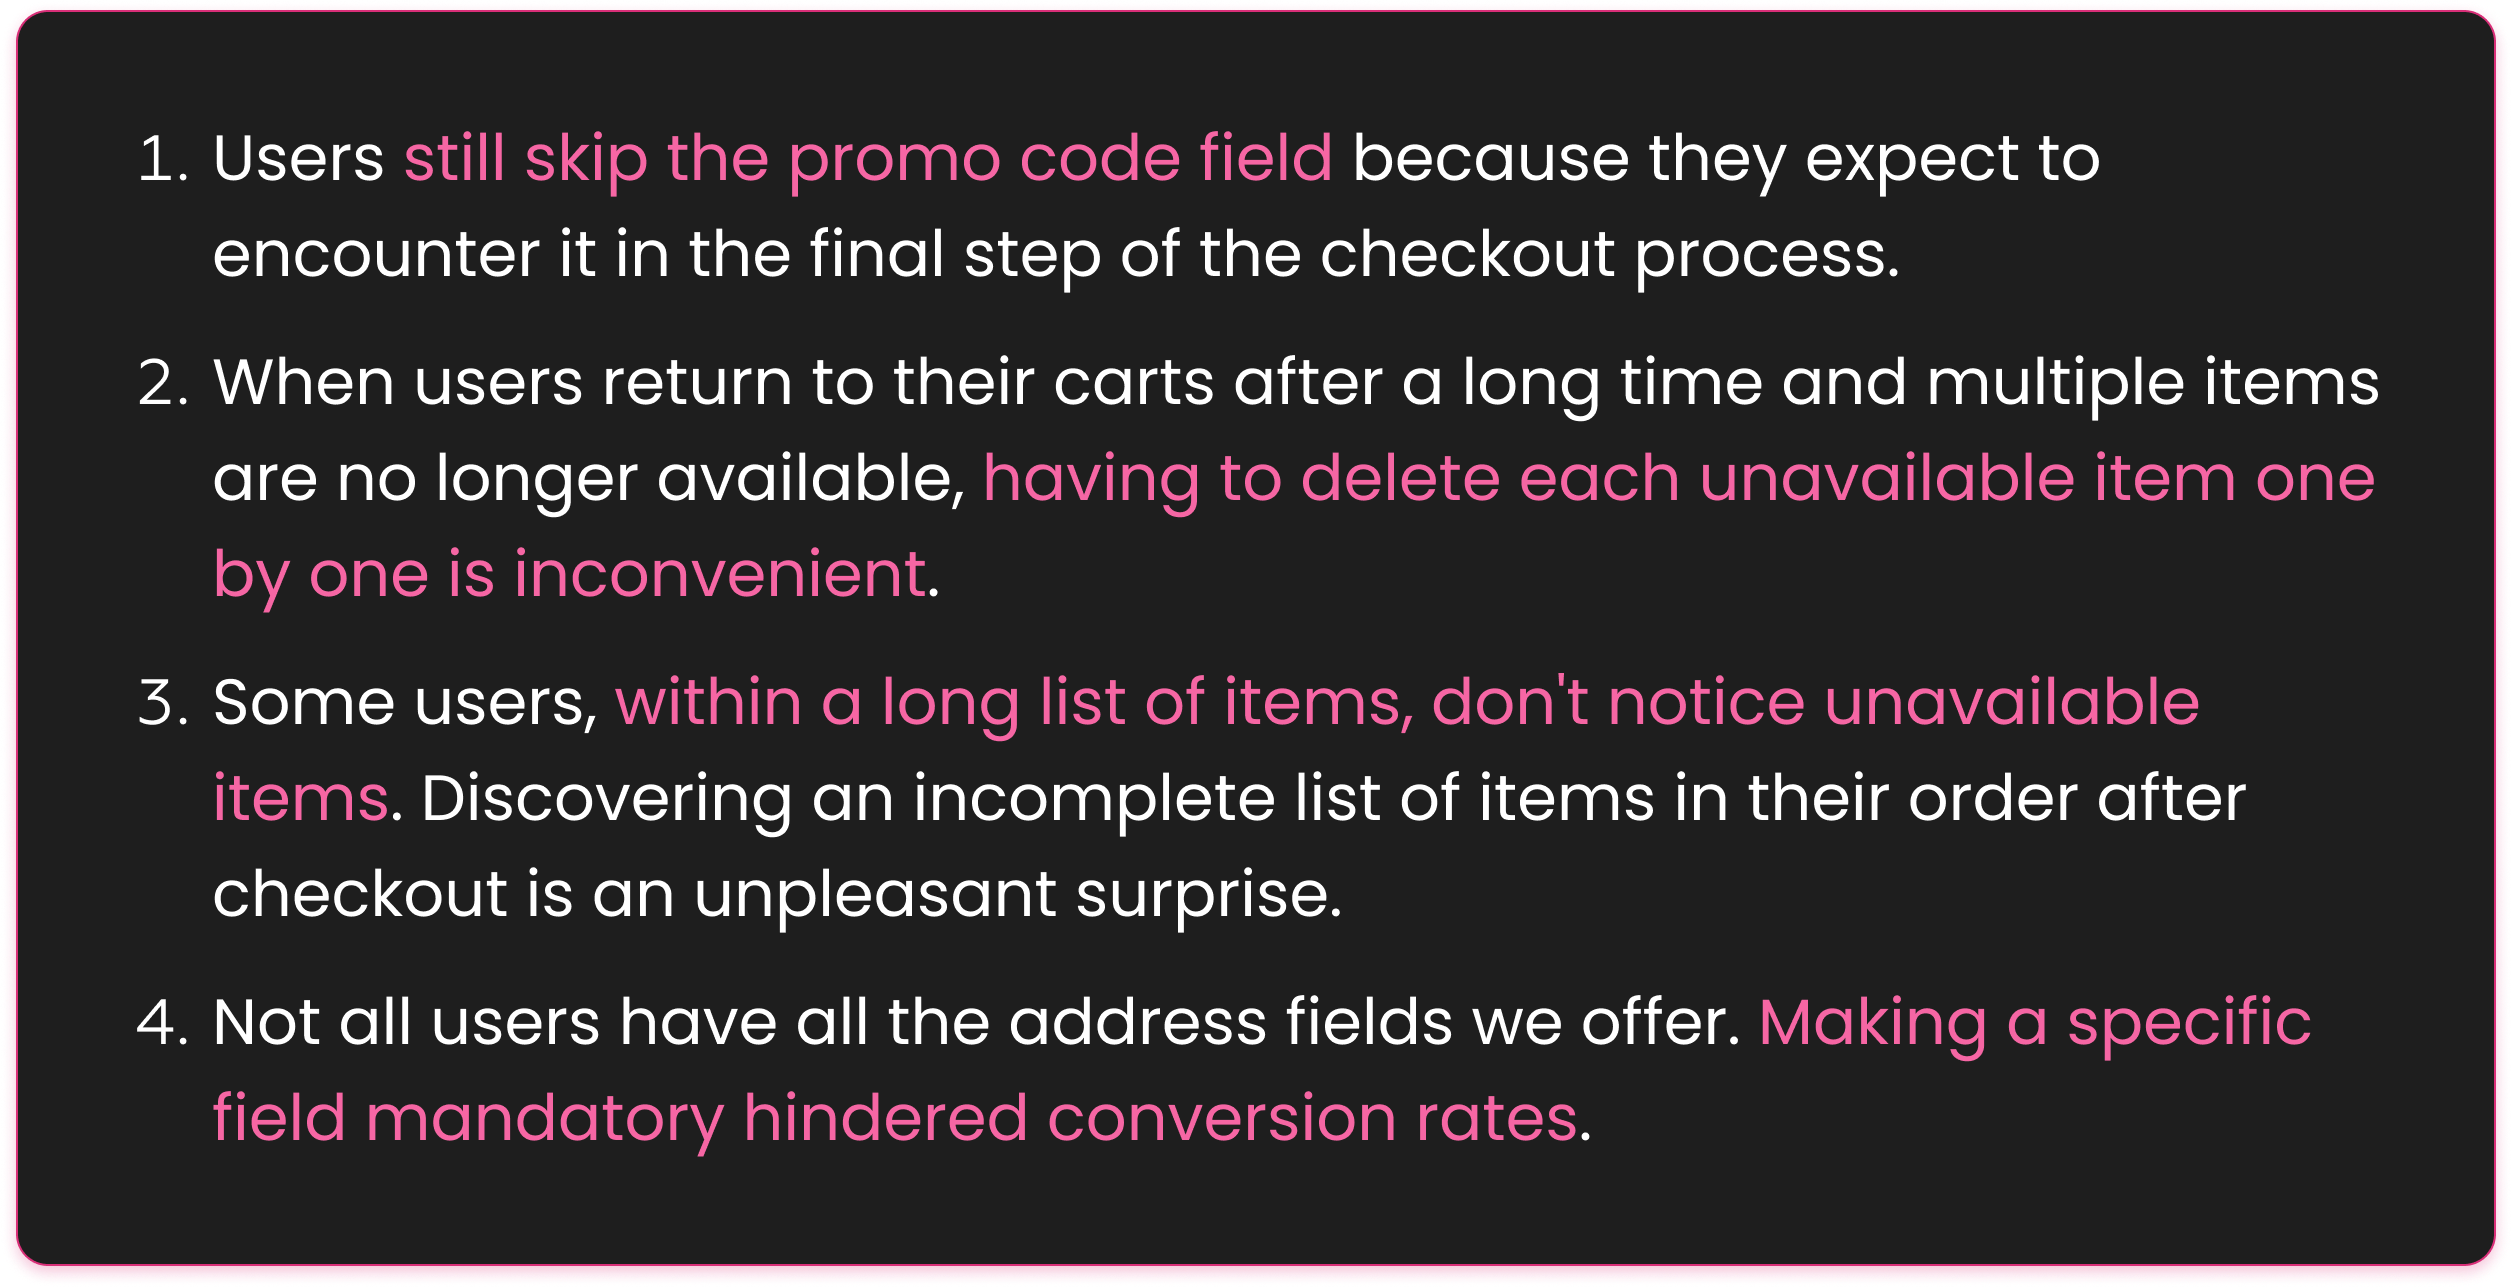 1. Users still skip the promo code field because they expect to
encounter it in the final step of the checkout process.
2. When users return to their carts after a long time and multiple items
are no longer available, having to delete each unavailable item one
by one is inconvenient.
3. Some users, within a long list of items, don't notice unavailable
items. Discovering an incomplete list of items in their order after
checkout is an unpleasant surprise.
4. Not all users have all the address fields we offer. Making a specific
field mandatory hindered conversion rates.